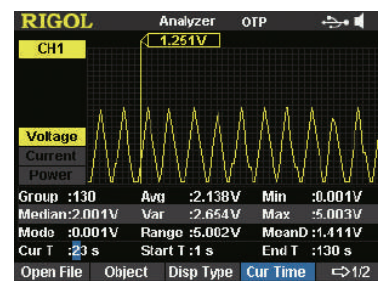 RIGOL Analyzer OTP
CH1 1.251V
Voltage
Current
Power
Group :130 Avg :2.138V Min :0.001V
Median:2.001V Var :2.654V Max :5.003V
Mode :0.001V Range :5.002V MeanD :1.411V
Cur T :23 s Start T :1 s End T :130 s
Open File Object Disp Type Cur Time ⇨1/2